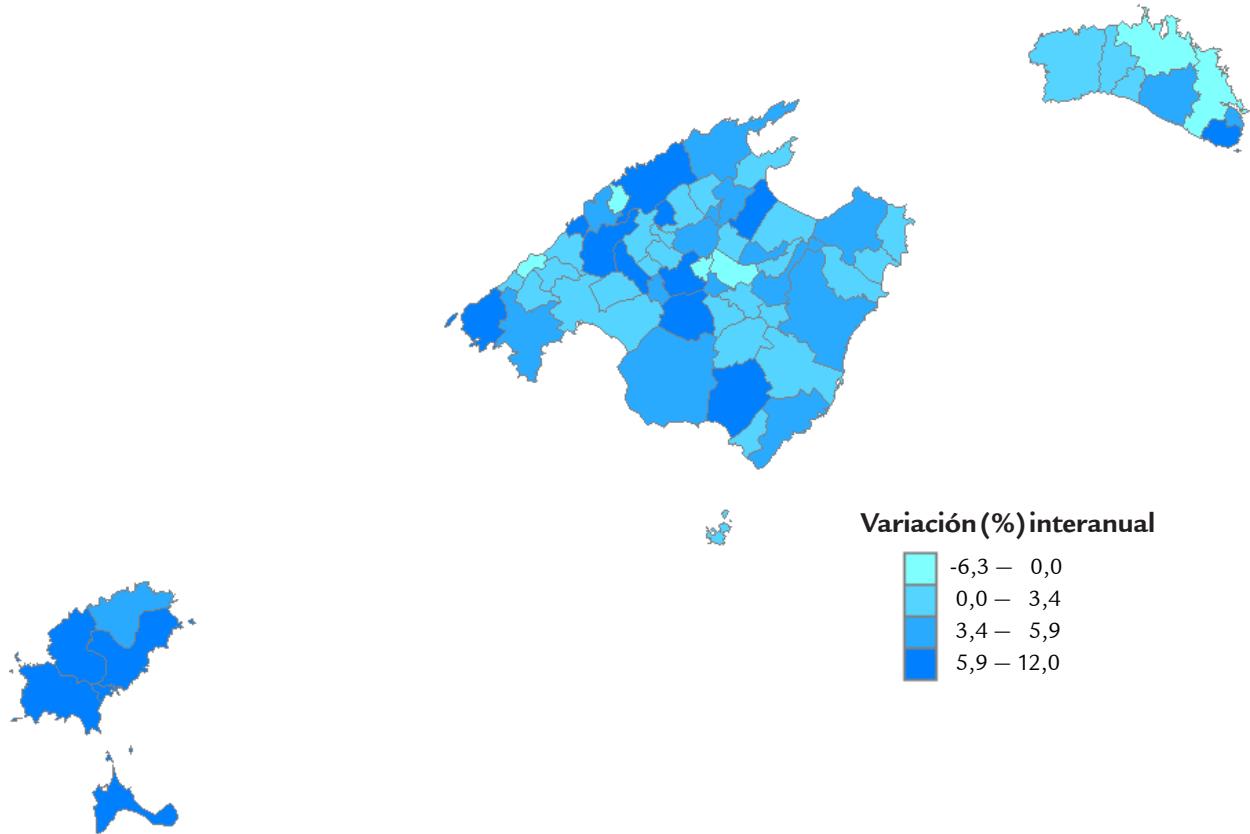 Variación (%) interanual
-6,3 — 0,0
0,0 — 3,4
3,4 — 5,9
5,9 — 12,0